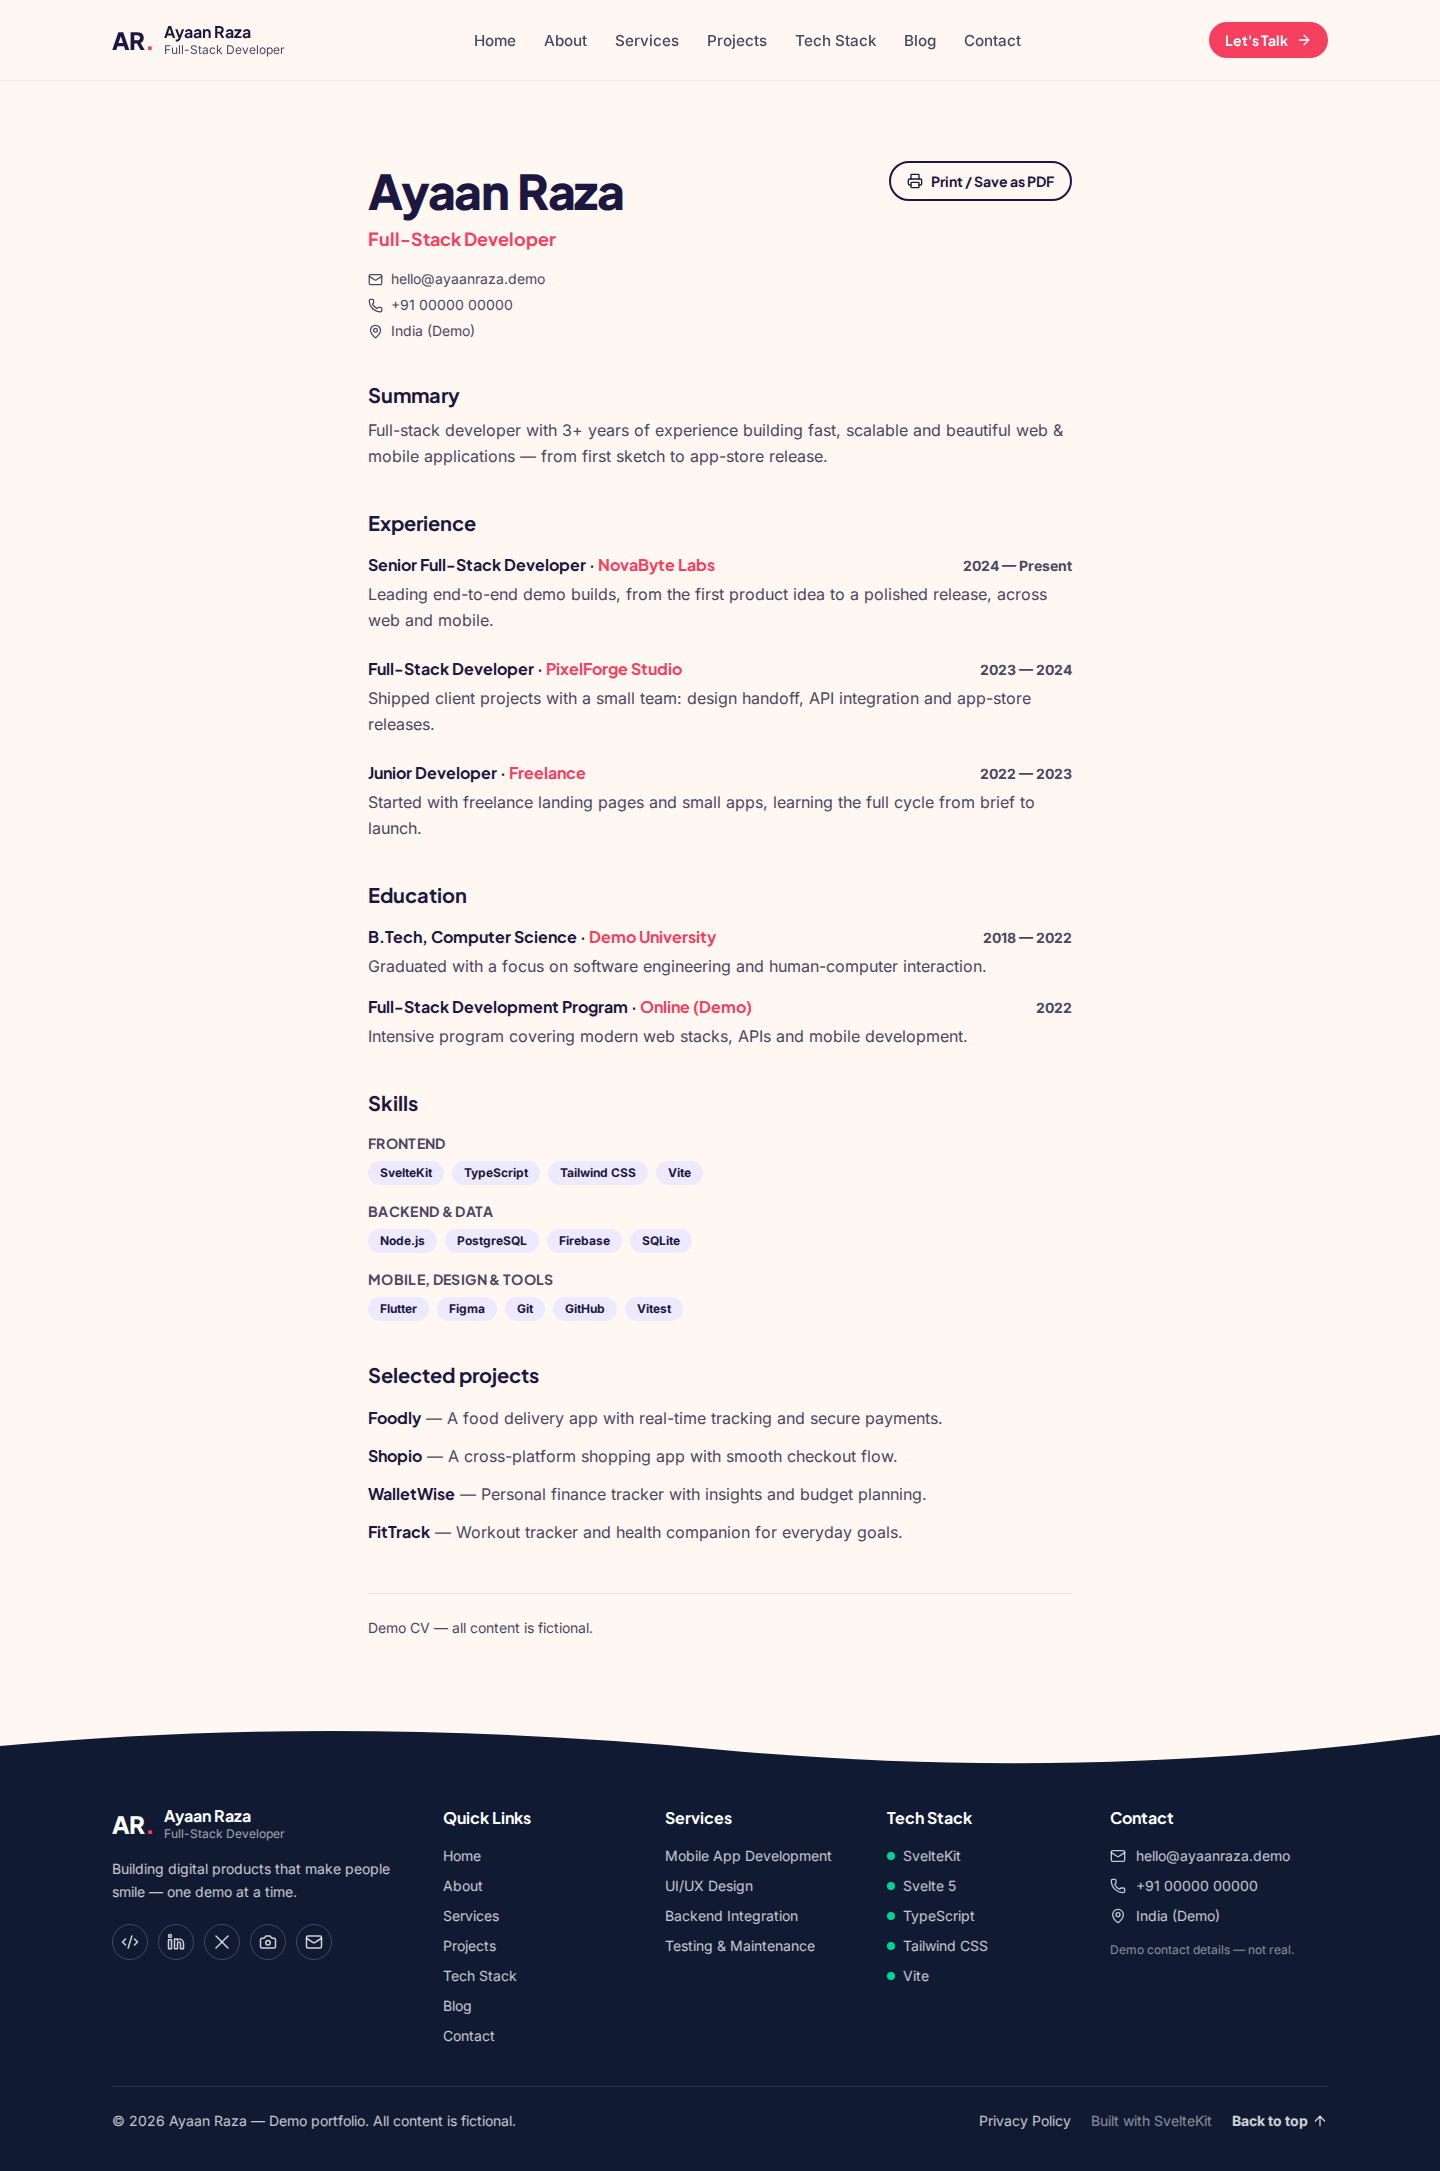 AR.
Ayaan Raza
Full-Stack Developer
Home
About
Services
Projects
Tech Stack
Blog
Contact
Let's Talk
Ayaan Raza
Print / Save as PDF
Full-Stack Developer
hello@ayaanraza.demo
+91 00000 00000
India (Demo)
Summary
Full-stack developer with 3+ years of experience building fast, scalable and beautiful web &
mobile applications — from first sketch to app-store release.
Experience
Senior Full-Stack Developer · NovaByte Labs
2024 — Present
Leading end-to-end demo builds, from the first product idea to a polished release, across
web and mobile.
Full-Stack Developer · PixelForge Studio
2023 — 2024
Shipped client projects with a small team: design handoff, API integration and app-store
releases.
Junior Developer · Freelance
2022 — 2023
Started with freelance landing pages and small apps, learning the full cycle from brief to
launch.
Education
B.Tech, Computer Science · Demo University
2018 — 2022
Graduated with a focus on software engineering and human-computer interaction.
Full-Stack Development Program · Online (Demo)
2022
Intensive program covering modern web stacks, APIs and mobile development.
Skills
FRONTEND
SvelteKit
TypeScript
Tailwind CSS
Vite
BACKEND & DATA
Node.js
PostgreSQL
Firebase
SQLite
MOBILE, DESIGN & TOOLS
Flutter
Figma
Git
GitHub
Vitest
Selected projects
Foodly — A food delivery app with real-time tracking and secure payments.
Shopio — A cross-platform shopping app with smooth checkout flow.
WalletWise — Personal finance tracker with insights and budget planning.
FitTrack — Workout tracker and health companion for everyday goals.
Demo CV — all content is fictional.
AR.
Ayaan Raza
Full-Stack Developer
Building digital products that make people
smile — one demo at a time.
Quick Links
Home
About
Services
Projects
Tech Stack
Blog
Contact
Services
Mobile App Development
UI/UX Design
Backend Integration
Testing & Maintenance
Tech Stack
SvelteKit
Svelte 5
TypeScript
Tailwind CSS
Vite
Contact
hello@ayaanraza.demo
+91 00000 00000
India (Demo)
Demo contact details — not real.
© 2026 Ayaan Raza — Demo portfolio. All content is fictional.
Privacy Policy
Built with SvelteKit
Back to top